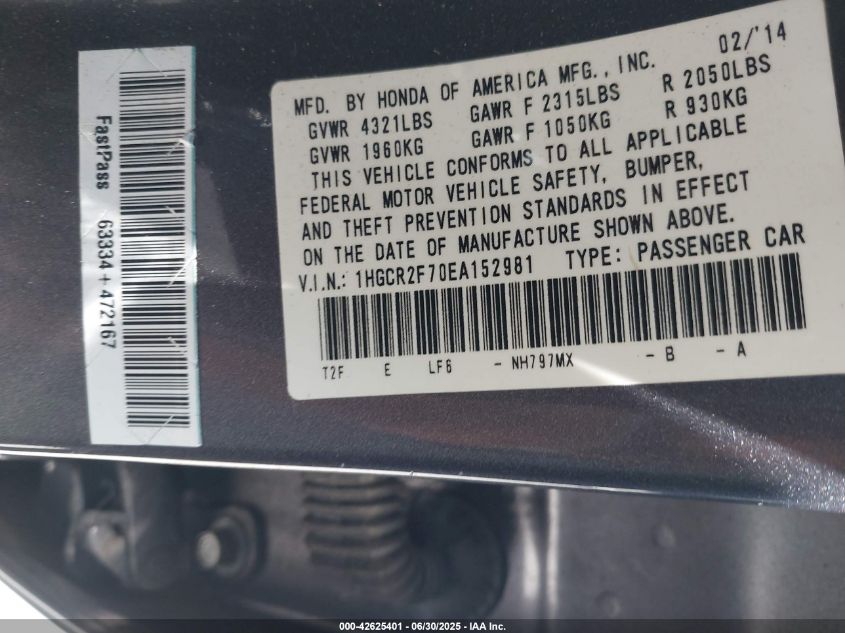 FastPass 63334+472167
MFD. BY HONDA OF AMERICA MFG., INC. 02/'14
GVWR 4321LBS GAWR F 2315LBS R 2050LBS
GVWR 1960KG GAWR F 1050KG R 930KG
THIS VEHICLE CONFORMS TO ALL APPLICABLE
FEDERAL MOTOR VEHICLE SAFETY, BUMPER,
AND THEFT PREVENTION STANDARDS IN EFFECT
ON THE DATE OF MANUFACTURE SHOWN ABOVE.
V.I.N.: 1HGCR2F70EA152981 TYPE: PASSENGER CAR
T2F E LF6 - NH797MX - B - A
000-42625401 - 06/30/2025 - IAA Inc.